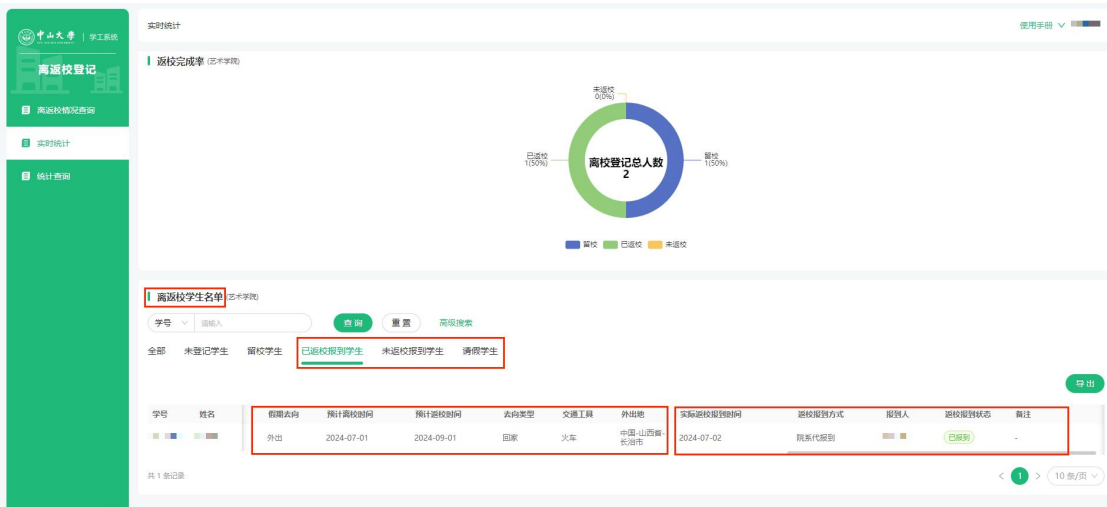 中山大學 | 学工系统
离返校登记
离返校情况查询
实时统计
统计查询
实时统计
使用手册
返校完成率 (艺术学院)
未返校
0(0%)
已返校
1(50%)
离校登记总人数
2
留校
1(50%)
留校 已返校 未返校
离返校学生名单 (艺术学院)
学号 请输入 查询 重置 高级搜索
全部 未登记学生 留校学生 已返校报到学生 未返校报到学生 请假学生
导出
学号 姓名 假期去向 预计离校时间 预计返校时间 去向类型 交通工具 外出地 实际返校报到时间 返校报到方式 报到人 返校报到状态 备注
外出 2024-07-01 2024-09-01 回家 火车 中国-山西省-
长治市 2024-07-02 院系代报到 已报到 -
共 1 条记录
< 1 > 10 条/页